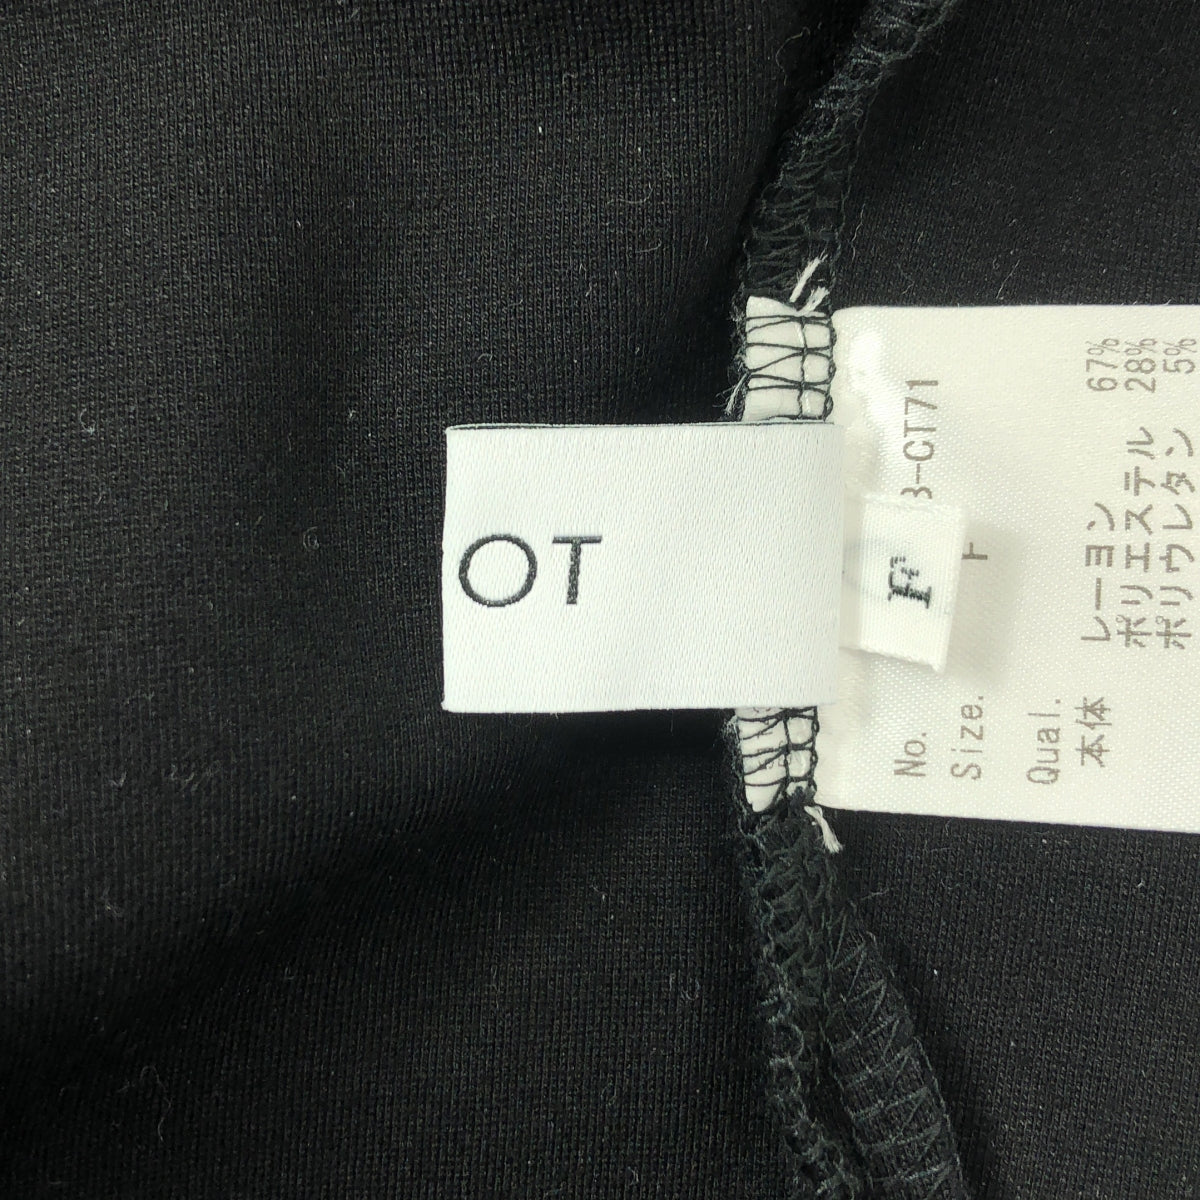 OT
F
No. 3-CT71
Size. F
Qual.
本体 レーヨン 67%
ポリエステル 28%
ポリウレタン 5%